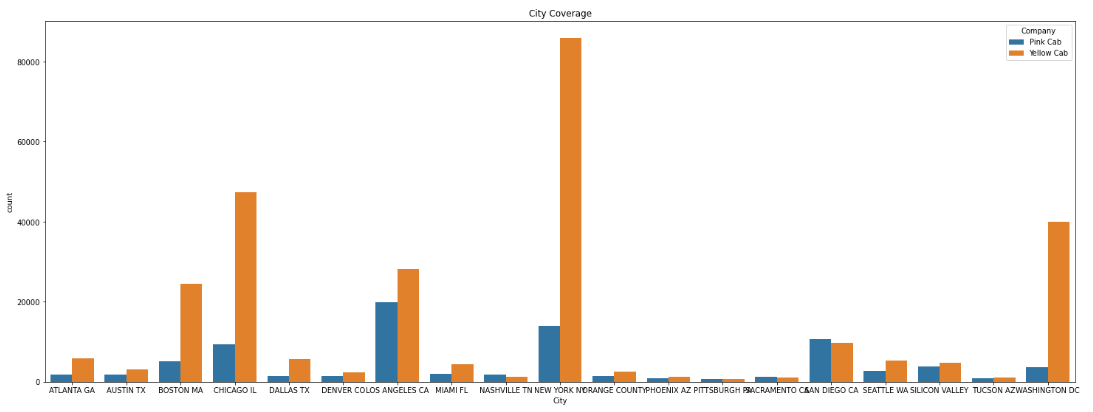 City Coverage
Company
Pink Cab
Yellow Cab
80000
60000
40000
20000
0
count
ATLANTA GA AUSTIN TX BOSTON MA CHICAGO IL DALLAS TX DENVER CO LOS ANGELES CA MIAMI FL NASHVILLE TN NEW YORK NY ORANGE COUNTY PHOENIX AZ PITTSBURGH PA SACRAMENTO CA SAN DIEGO CA SEATTLE WA SILICON VALLEY TUCSON AZ WASHINGTON DC
City